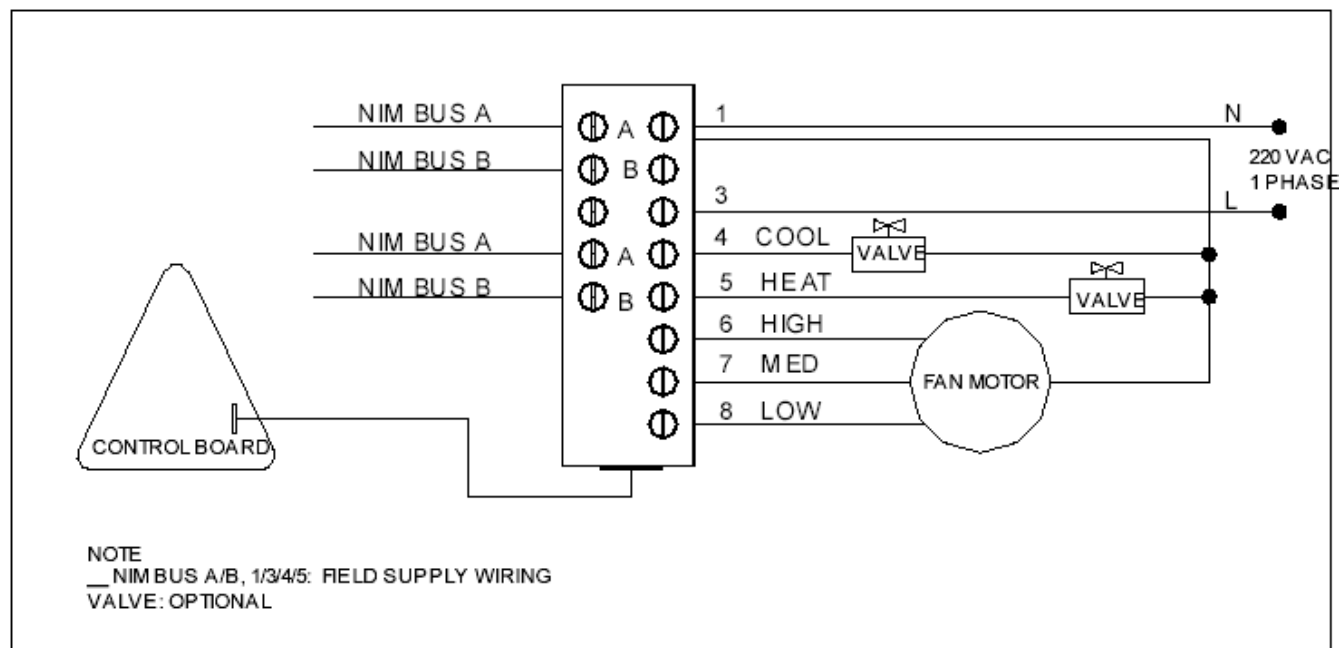 NIM BUS A
NIM BUS B
NIM BUS A
NIM BUS B
A
B
A
B
1
3
4 COOL
5 HEAT
6 HIGH
7 MED
8 LOW
N
220 VAC
1 PHASE
L
VALVE
VALVE
FAN MOTOR
CONTROL BOARD
NOTE
__ NIM BUS A/B, 1/3/4/5: FIELD SUPPLY WIRING
VALVE: OPTIONAL